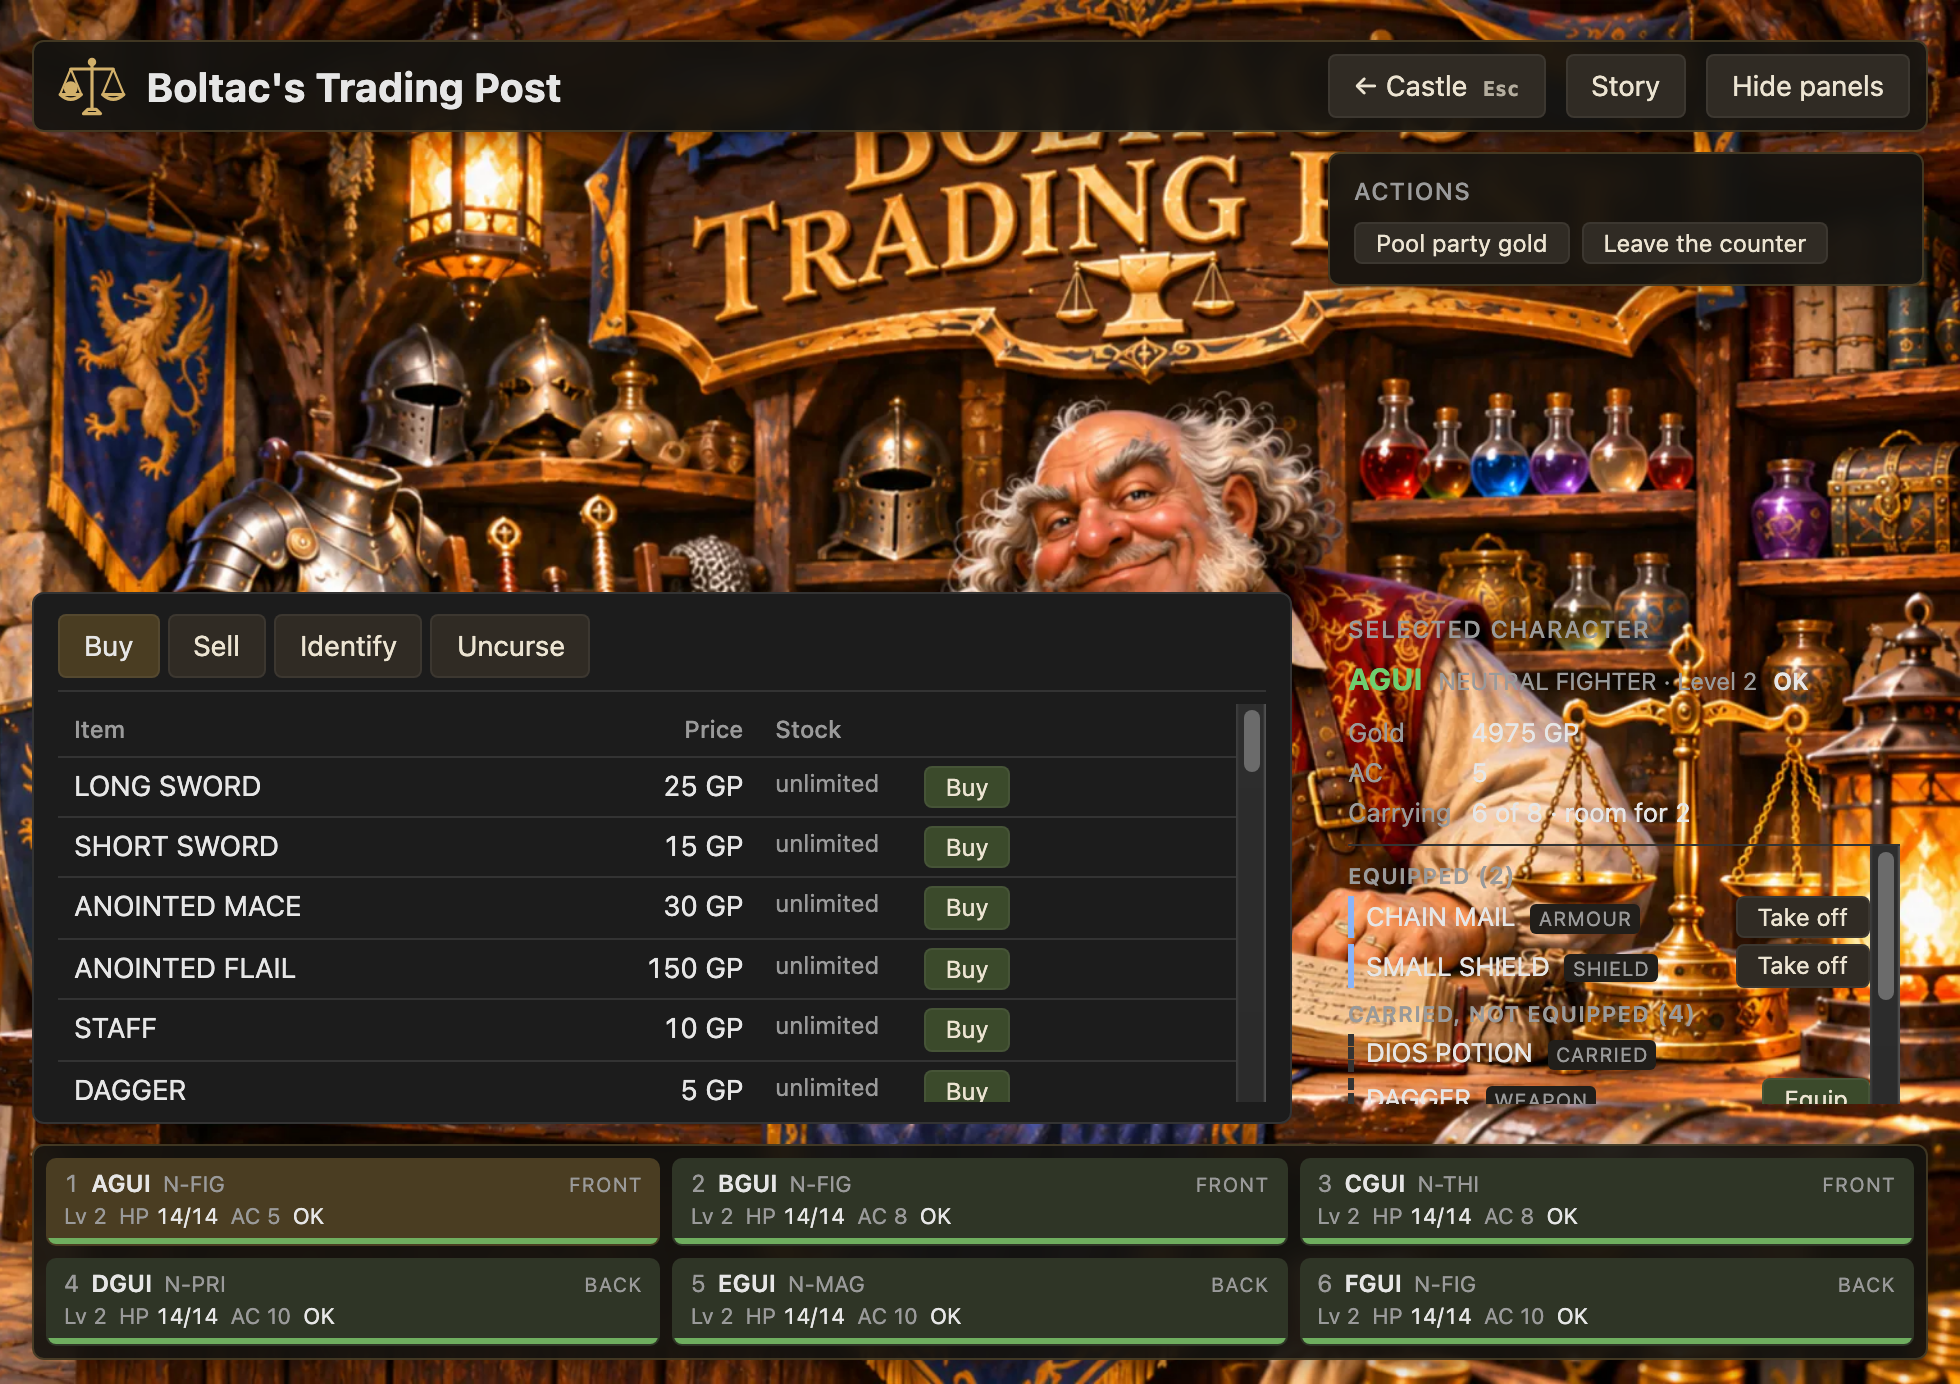 Boltac's Trading Post
← Castle Esc
Story
Hide panels
TRADING
ACTIONS
Pool party gold
Leave the counter
Buy
Sell
Identify
Uncurse
Item Price Stock
LONG SWORD 25 GP unlimited Buy
SHORT SWORD 15 GP unlimited Buy
ANOINTED MACE 30 GP unlimited Buy
ANOINTED FLAIL 150 GP unlimited Buy
STAFF 10 GP unlimited Buy
DAGGER 5 GP unlimited Buy
SELECTED CHARACTER
AGUI NEUTRAL FIGHTER · Level 2 OK
Gold 4975 GP
AC 5
Carrying 6 of 8 · room for 2
EQUIPPED (2)
CHAIN MAIL ARMOUR Take off
SMALL SHIELD SHIELD Take off
CARRIED, NOT EQUIPPED (4)
DIOS POTION CARRIED
DAGGER WEAPON Equip
1 AGUI N-FIG FRONT
Lv 2 HP 14/14 AC 5 OK
2 BGUI N-FIG FRONT
Lv 2 HP 14/14 AC 8 OK
3 CGUI N-THI FRONT
Lv 2 HP 14/14 AC 8 OK
4 DGUI N-PRI BACK
Lv 2 HP 14/14 AC 10 OK
5 EGUI N-MAG BACK
Lv 2 HP 14/14 AC 10 OK
6 FGUI N-FIG BACK
Lv 2 HP 14/14 AC 10 OK